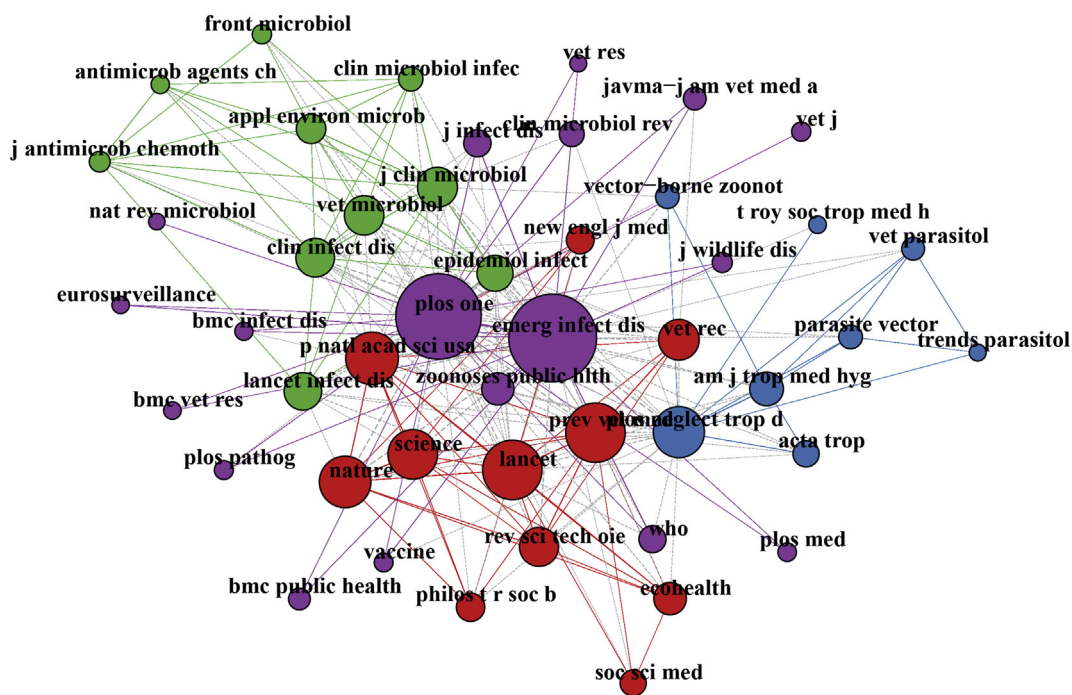 front microbiol
vet res
antimicrob agents ch
clin microbiol infec
javma-j am vet med a
appl environ microb
j infect dis
clin microbiol rev
vet j
j antimicrob chemoth
j clin microbiol
vector-borne zoonot
nat rev microbiol
vet microbiol
new engl j med
t roy soc trop med h
clin infect dis
epidemiol infect
j wildlife dis
vet parasitol
eurosurveillance
plos one
bmc infect dis
emerg infect dis
vet rec
parasite vector
trends parasitol
p natl acad sci usa
lancet infect dis
zoonoses public hlth
am j trop med hyg
bmc vet res
prev vet med
plos neglect trop d
plos pathog
science
acta trop
nature
lancet
vaccine
rev sci tech oie
who
plos med
bmc public health
philos t r soc b
ecohealth
soc sci med